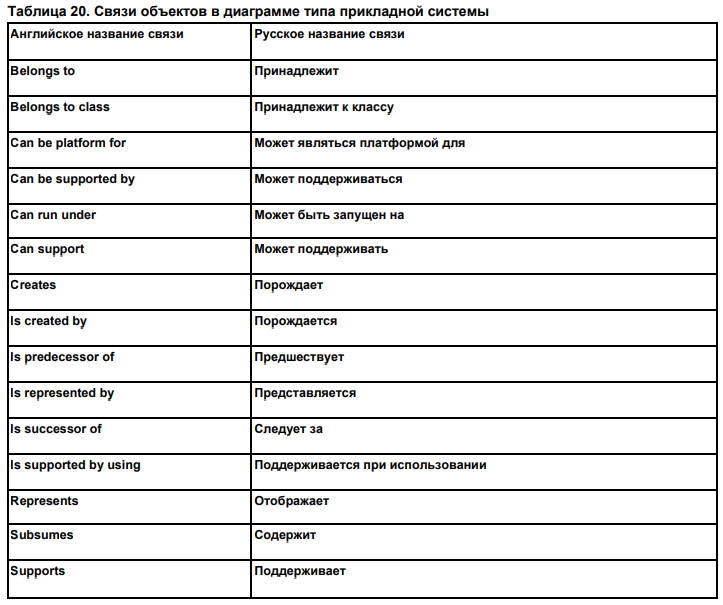 Таблица 20. Связи объектов в диаграмме типа прикладной системы
Английское название связи Русское название связи
Belongs to Принадлежит
Belongs to class Принадлежит к классу
Can be platform for Может являться платформой для
Can be supported by Может поддерживаться
Can run under Может быть запущен на
Can support Может поддерживать
Creates Порождает
Is created by Порождается
Is predecessor of Предшествует
Is represented by Представляется
Is successor of Следует за
Is supported by using Поддерживается при использовании
Represents Отображает
Subsumes Содержит
Supports Поддерживает